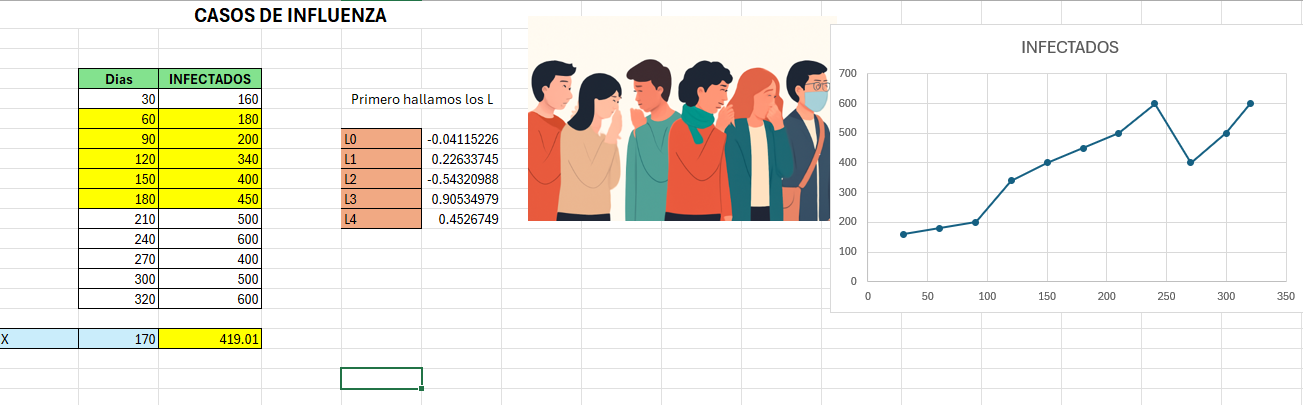 CASOS DE INFLUENZA
Dias INFECTADOS
30 160
60 180
90 200
120 340
150 400
180 450
210 500
240 600
270 400
300 500
320 600
X 170 419.01
Primero hallamos los L
L0 -0.04115226
L1 0.22633745
L2 -0.54320988
L3 0.90534979
L4 0.4526749
INFECTADOS
700
600
500
400
300
200
100
0
0 50 100 150 200 250 300 350